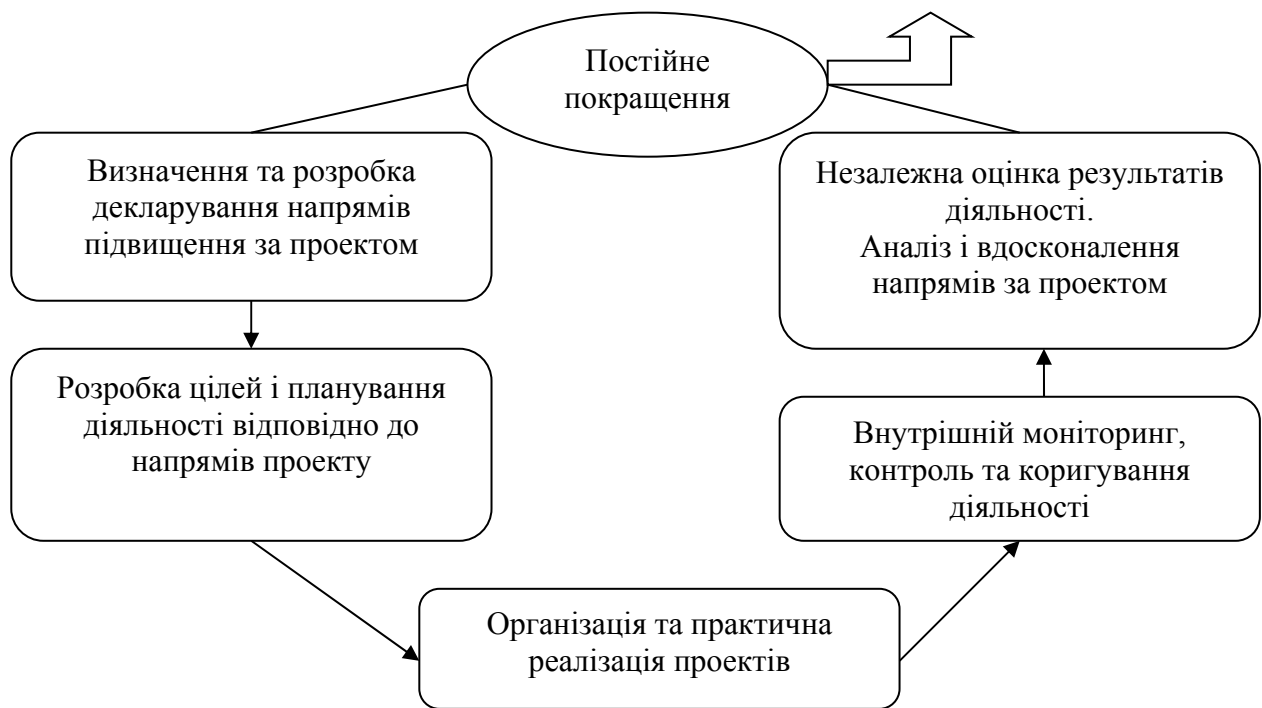 Постійне
покращення
Визначення та розробка
декларування напрямів
підвищення за проектом
Розробка цілей і планування
діяльності відповідно до
напрямів проекту
Організація та практична
реалізація проектів
Внутрішній моніторинг,
контроль та коригування
діяльності
Незалежна оцінка результатів
діяльності.
Аналіз і вдосконалення
напрямів за проектом